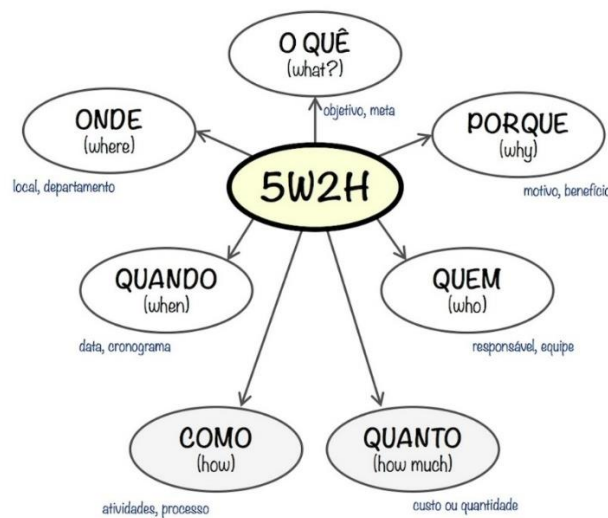 O QUÊ
(what?)
objetivo, meta
ONDE
(where)
local, departamento
PORQUE
(why)
motivo, benefício
5W2H
QUANDO
(when)
data, cronograma
QUEM
(who)
responsável, equipe
COMO
(how)
atividades, processo
QUANTO
(how much)
custo ou quantidade